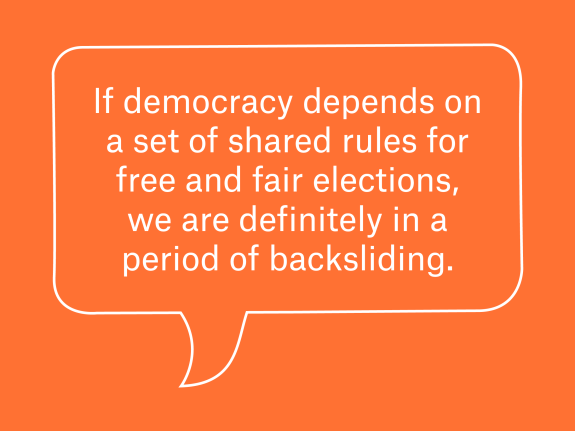 If democracy depends on
a set of shared rules for
free and fair elections,
we are definitely in a
period of backsliding.